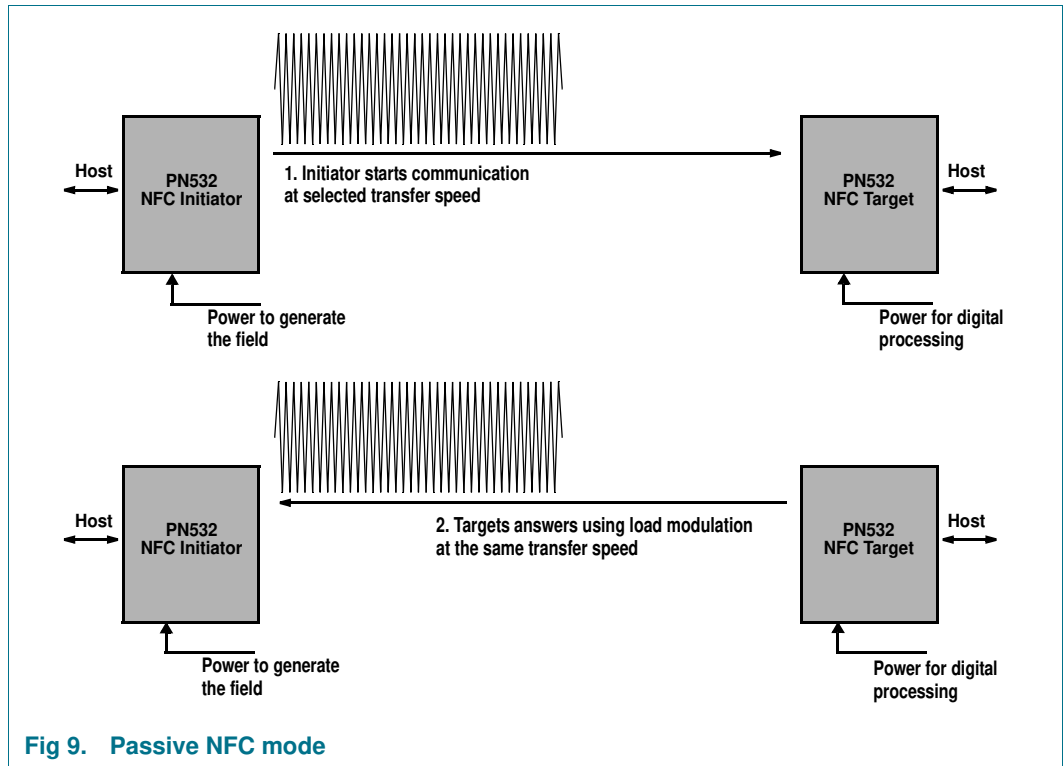 Host
PN532
NFC Initiator
1. Initiator starts communication
at selected transfer speed
PN532
NFC Target
Host
Power to generate
the field
Power for digital
processing
Host
PN532
NFC Initiator
2. Targets answers using load modulation
at the same transfer speed
PN532
NFC Target
Host
Power to generate
the field
Power for digital
processing
Fig 9. Passive NFC mode